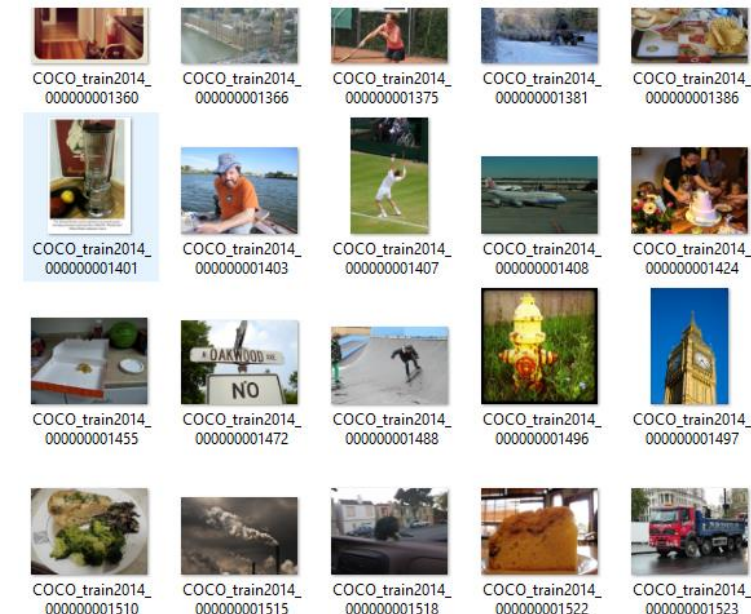 COCO_train2014_
000000001360
COCO_train2014_
000000001366
COCO_train2014_
000000001375
COCO_train2014_
000000001381
COCO_train2014_
000000001386
COCO_train2014_
000000001401
COCO_train2014_
000000001403
COCO_train2014_
000000001407
COCO_train2014_
000000001408
COCO_train2014_
000000001424
OAKWOOD AVE
NO
COCO_train2014_
000000001455
COCO_train2014_
000000001472
COCO_train2014_
000000001488
COCO_train2014_
000000001496
COCO_train2014_
000000001497
COCO_train2014_
000000001510
COCO_train2014_
000000001515
COCO_train2014_
000000001518
COCO_train2014_
000000001522
COCO_train2014_
000000001523